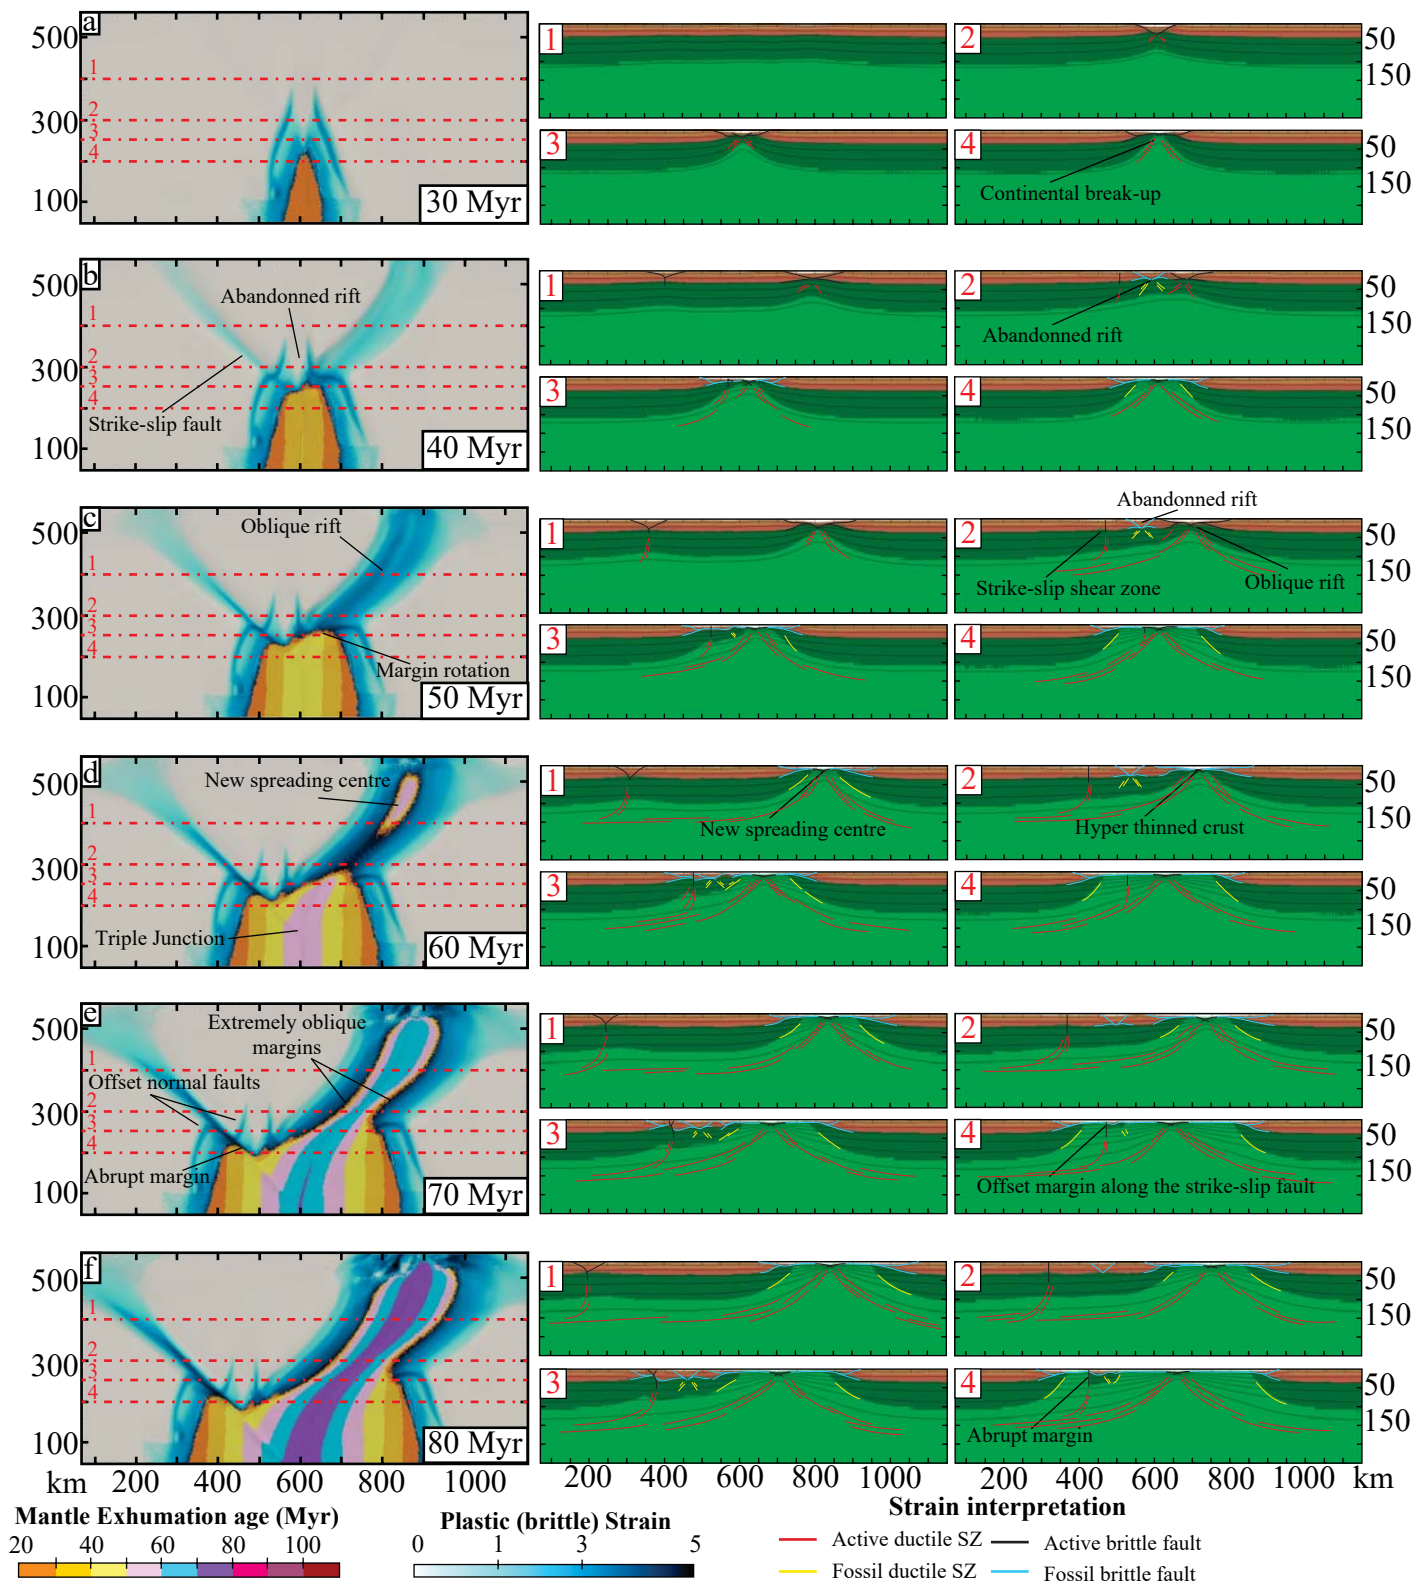 a
500
300
100
1
2
3
4
30 Myr
1
2
50
150
3
4
50
150
Continental break-up
b
500
300
100
1
2
3
4
Abandonned rift
Strike-slip fault
40 Myr
1
2
50
150
Abandonned rift
3
4
50
150
c
500
300
100
1
2
3
4
Oblique rift
Margin rotation
50 Myr
Abandonned rift
1
2
50
150
Strike-slip shear zone
Oblique rift
3
4
50
150
d
500
300
100
1
2
3
4
New spreading centre
Triple Junction
60 Myr
1
2
50
150
New spreading centre
Hyper thinned crust
3
4
50
150
e
500
300
100
1
2
3
4
Extremely oblique
margins
Offset normal faults
Abrupt margin
70 Myr
1
2
50
150
3
4
50
150
Offset margin along the strike-slip fault
f
500
300
100
1
2
3
4
80 Myr
1
2
50
150
3
4
50
150
Abrupt margin
km 200 400 600 800 1000
200 400 600 800 1000
200 400 600 800 1000 km
Mantle Exhumation age (Myr)
20 40 60 80 100
Plastic (brittle) Strain
0 1 3 5
Strain interpretation
Active ductile SZ
Active brittle fault
Fossil ductile SZ
Fossil brittle fault